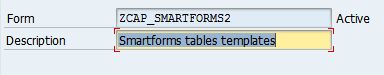 Form ZCAP_SMARTFORMS2 Active
Description Smartforms tables templates